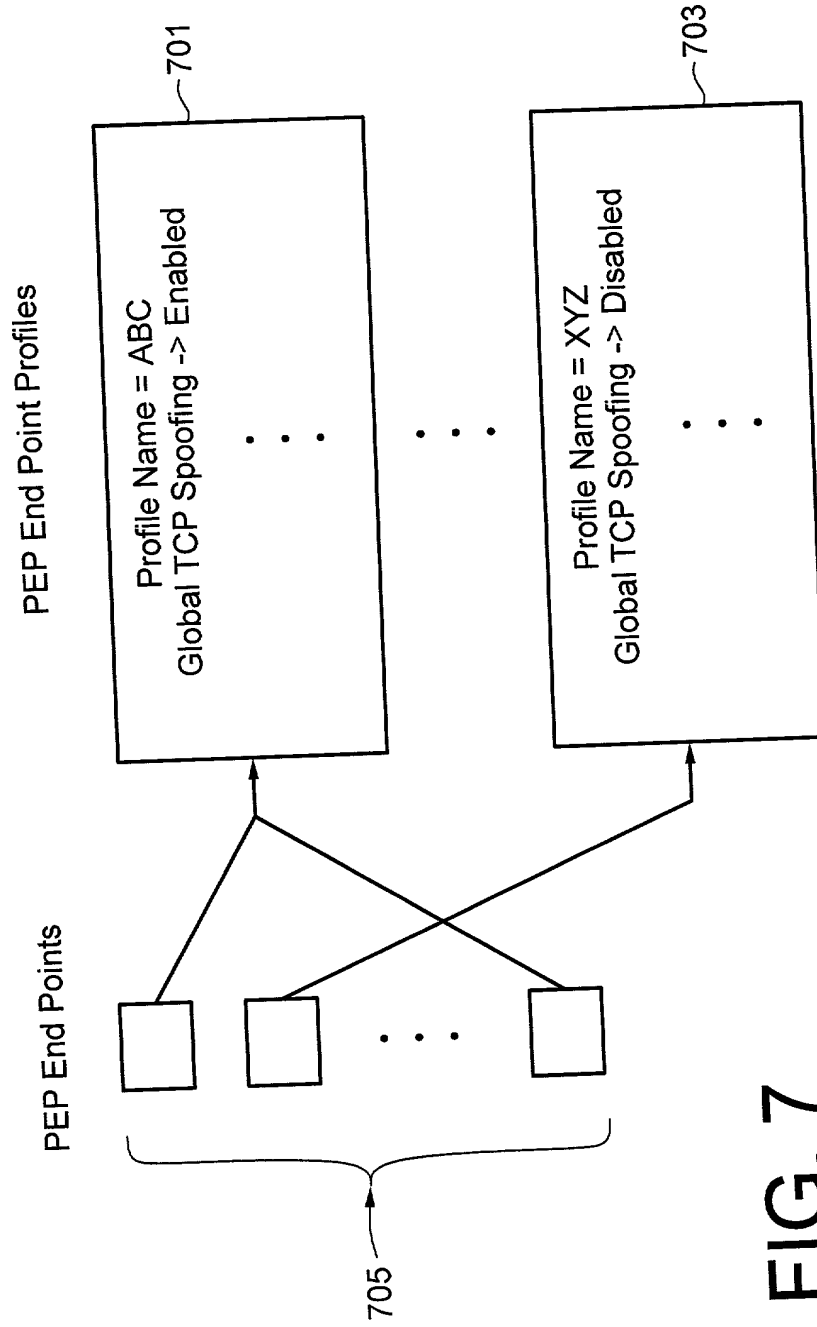 PEP End Points
PEP End Point Profiles
Profile Name = ABC
Global TCP Spoofing -> Enabled
701
Profile Name = XYZ
Global TCP Spoofing -> Disabled
703
705
FIG. 7